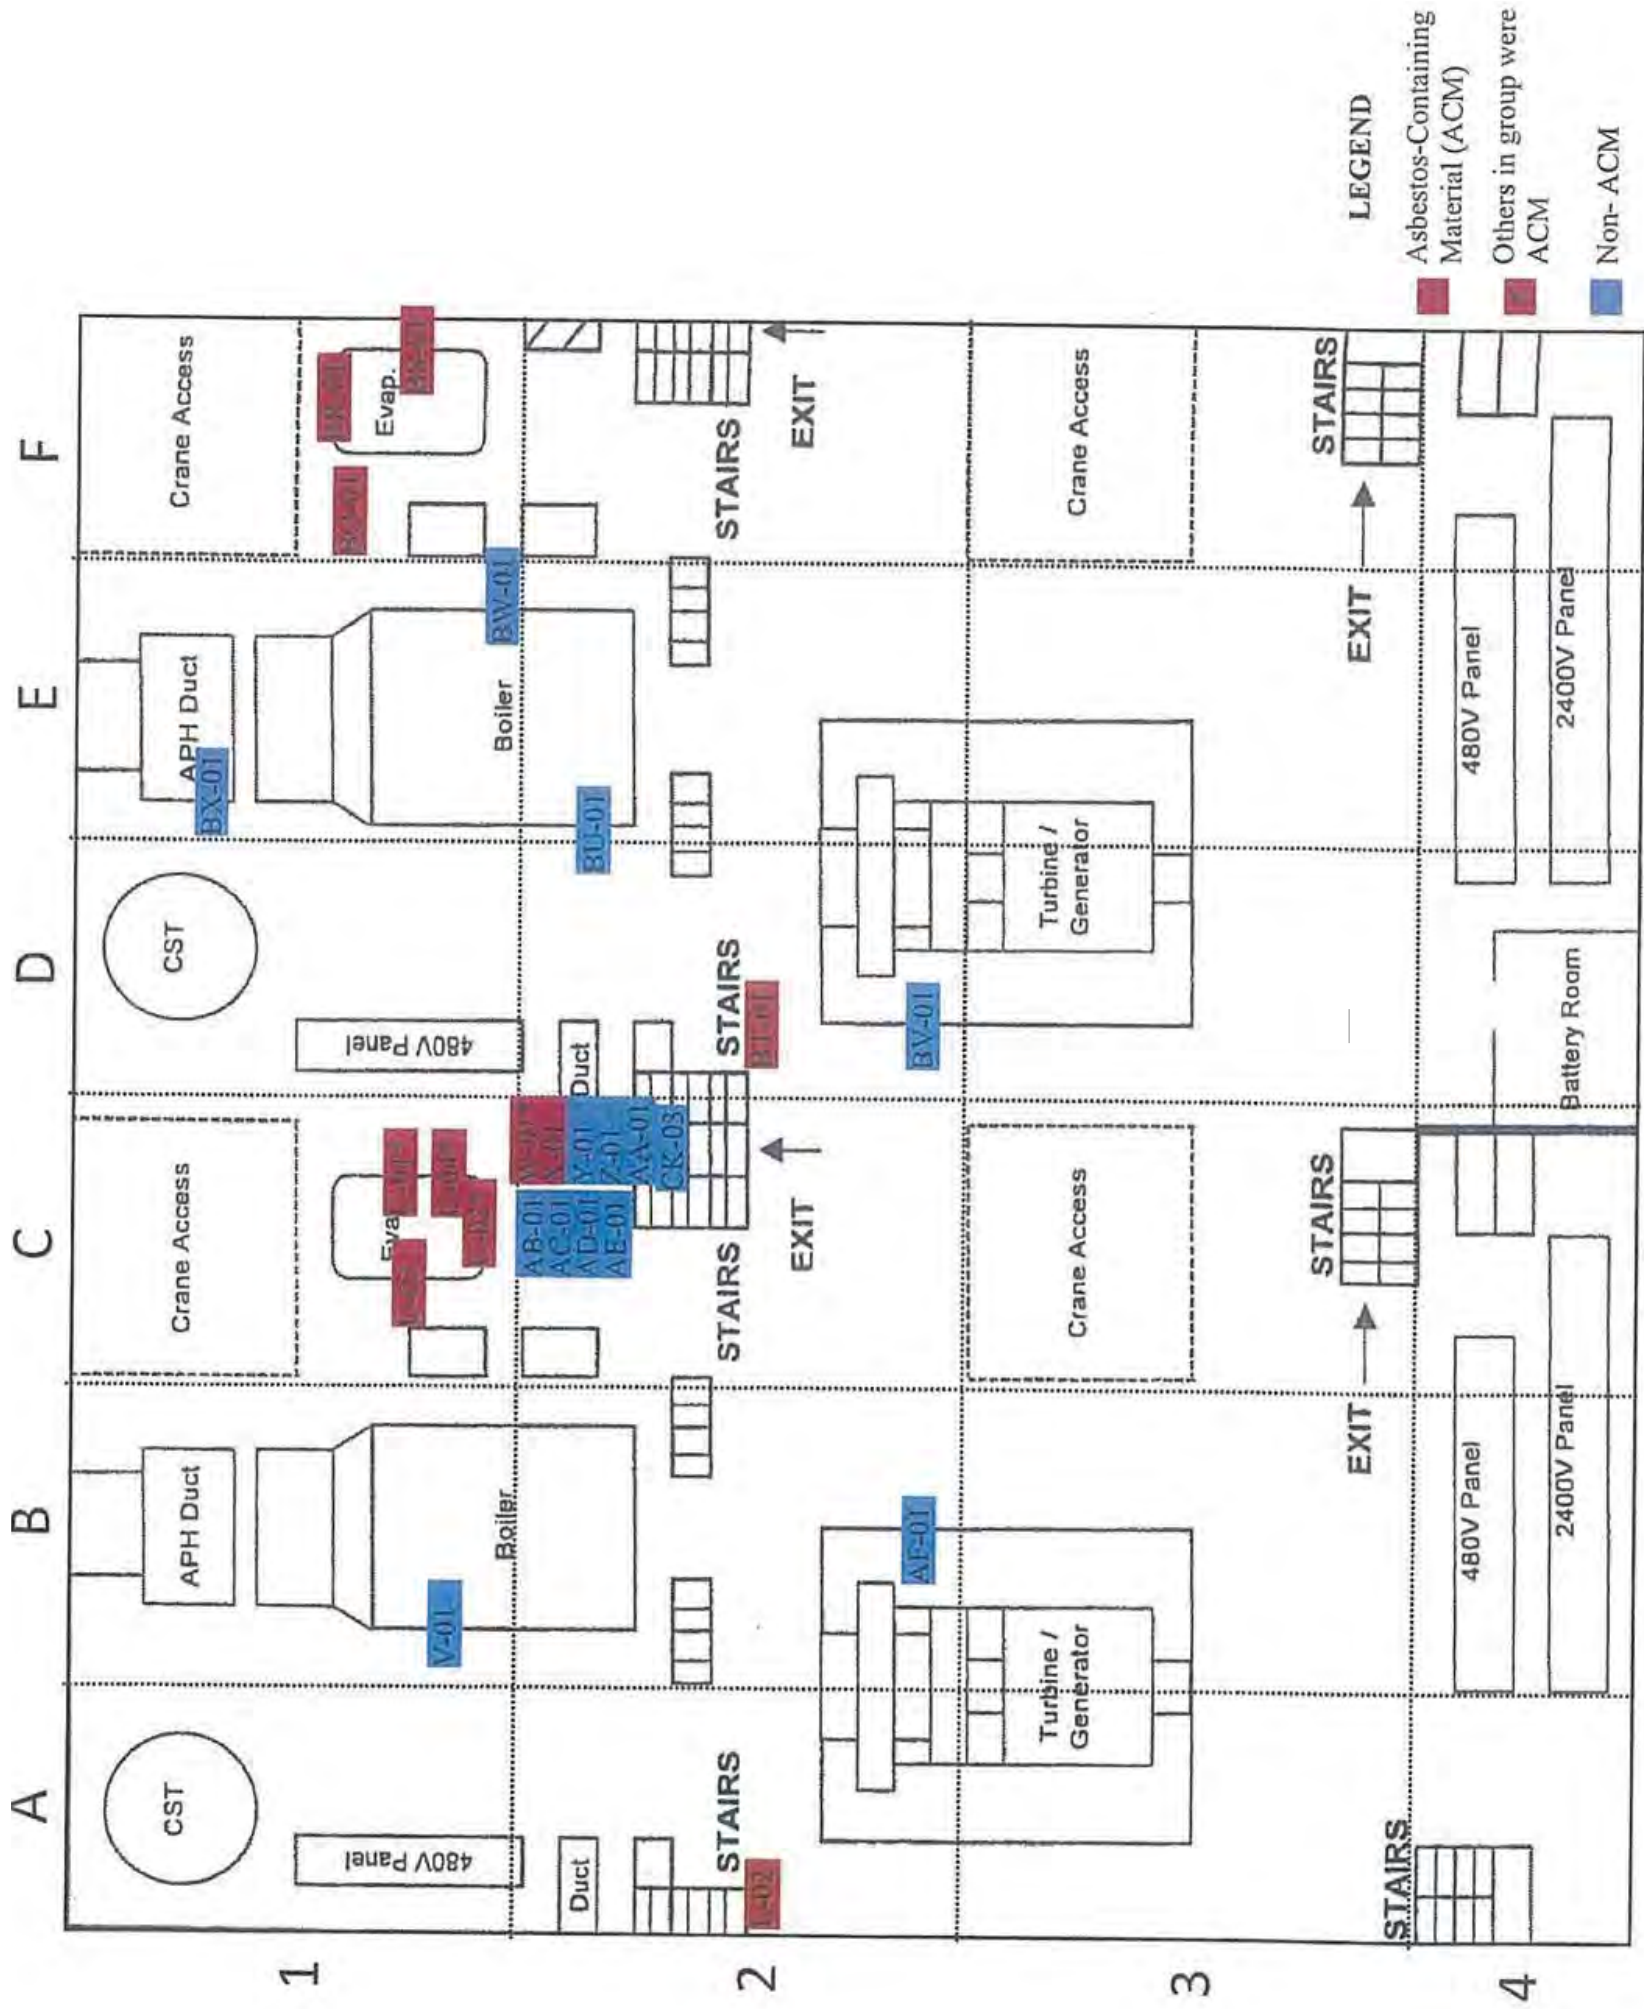 A
B
C
D
E
F
1
2
3
4
CST
APH Duct
Crane Access
CST
APH Duct
Crane Access
480V Panel
Boiler
Evap.
480V Panel
Boiler
V-01
BX-01
BW-01
BU-01
X-01
Y-01
Z-01
AA-01
CK-03
AB-01
AC-01
AD-01
AE-01
Duct
STAIRS
STAIRS
EXIT
Duct
STAIRS
STAIRS
EXIT
AF-01
BV-01
Turbine /
Generator
Crane Access
Turbine /
Generator
Crane Access
STAIRS
EXIT
STAIRS
EXIT
STAIRS
480V Panel
2400V Panel
Battery Room
480V Panel
2400V Panel
LEGEND
Asbestos-Containing
Material (ACM)
Others in group were
ACM
Non- ACM